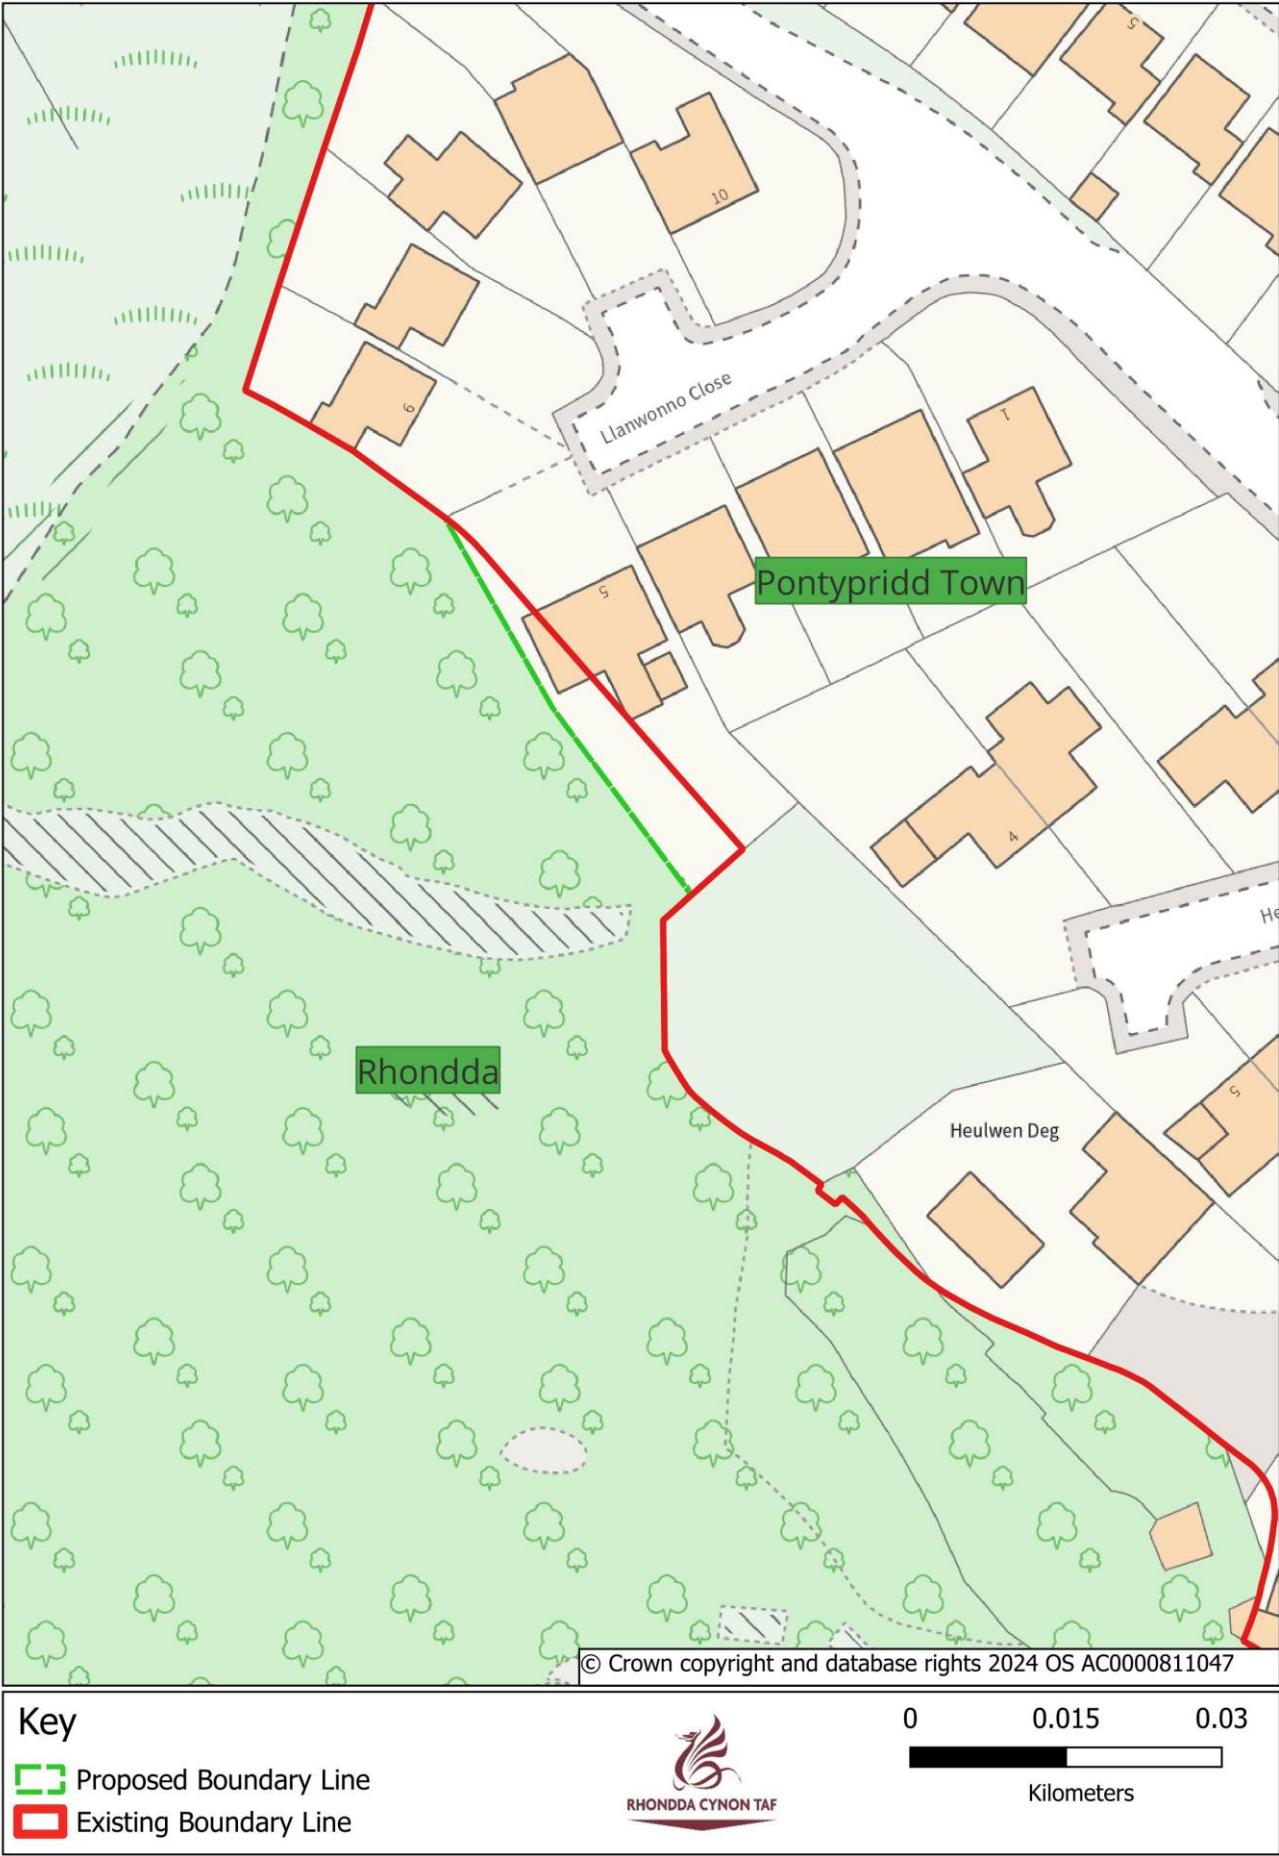 5
10
Llanwonno Close
6
1
5
Pontypridd Town
4
He
Rhondda
Heulwen Deg
5
© Crown copyright and database rights 2024 OS AC0000811047
Key
Proposed Boundary Line
Existing Boundary Line
RHONDDA CYNON TAF
0 0.015 0.03
Kilometers